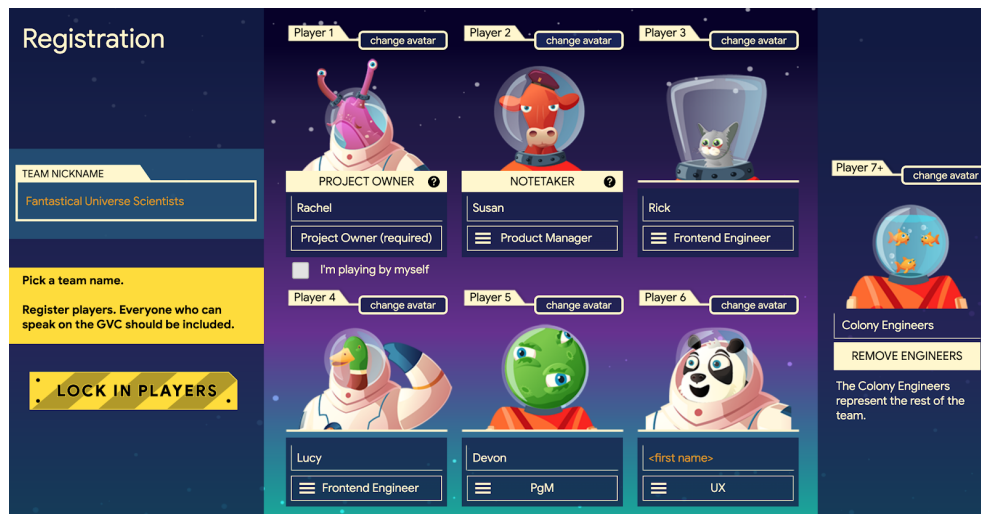 Registration
TEAM NICKNAME
Fantastical Universe Scientists
Pick a team name.
Register players. Everyone who can
speak on the GVC should be included.
LOCK IN PLAYERS
Player 1
change avatar
PROJECT OWNER ?
Rachel
Project Owner (required)
I'm playing by myself
Player 2
change avatar
NOTETAKER ?
Susan
Product Manager
Player 3
change avatar
Rick
Frontend Engineer
Player 4
change avatar
Lucy
Frontend Engineer
Player 5
change avatar
Devon
PgM
Player 6
change avatar
<first name>
UX
Player 7+
change avatar
Colony Engineers
REMOVE ENGINEERS
The Colony Engineers
represent the rest of the
team.